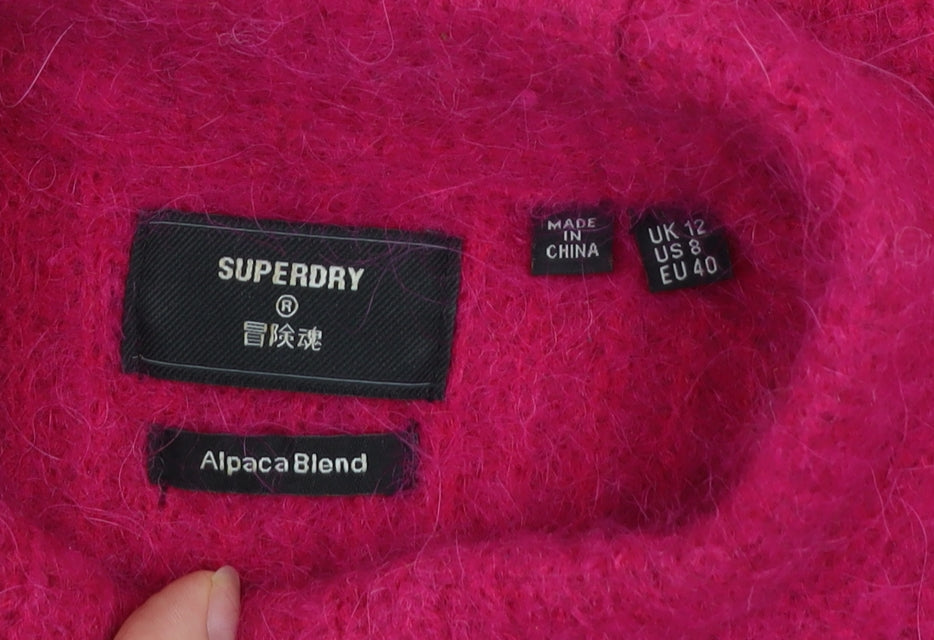 SUPERDRY
®
冒険魂
Alpaca Blend
MADE
IN
CHINA
UK 12
US 8
EU 40